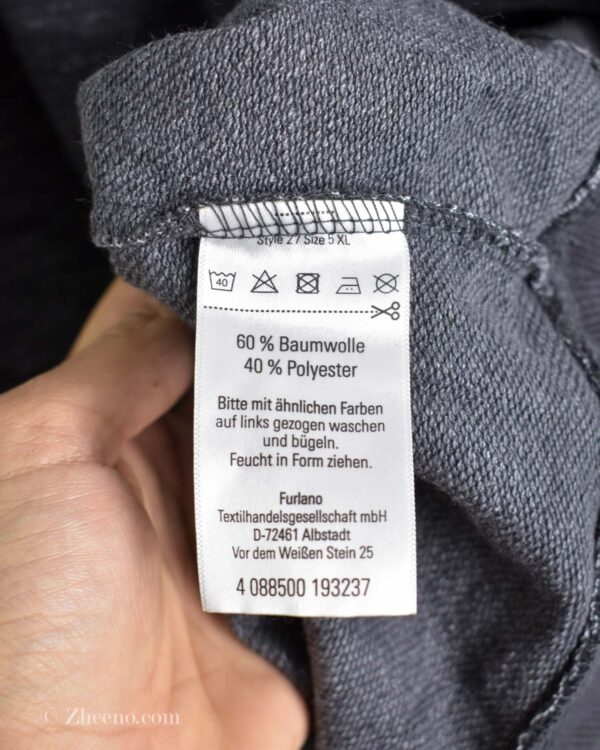 Style 27 Size 5 XL
40
60 % Baumwolle
40 % Polyester
Bitte mit ähnlichen Farben
auf links gezogen waschen
und bügeln.
Feucht in Form ziehen.
Furlano
Textilhandelsgesellschaft mbH
D-72461 Albstadt
Vor dem Weißen Stein 25
4 088500 193237
© Zheeno.com